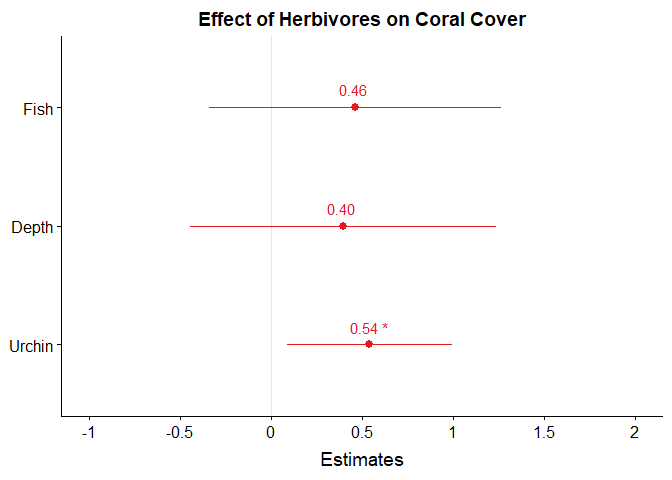 Effect of Herbivores on Coral Cover
Fish
0.46
Depth
0.40
Urchin
0.54 *
-1 -0.5 0 0.5 1 1.5 2
Estimates